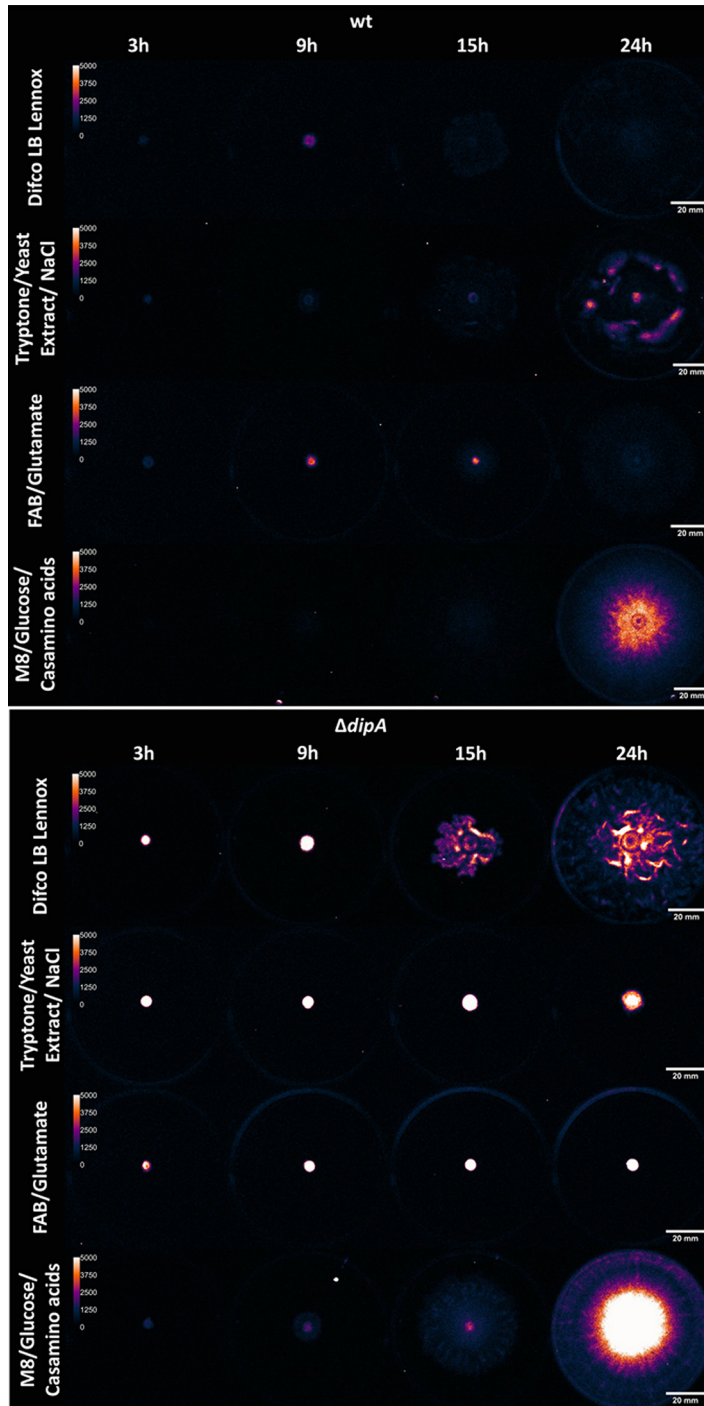 wt
3h 9h 15h 24h
Difco LB Lennox
5000
3750
2500
1250
0
20 mm
Tryptone/Yeast
Extract/ NaCl
5000
3750
2500
1250
0
20 mm
FAB/Glutamate
5000
3750
2500
1250
0
20 mm
M8/Glucose/
Casamino acids
5000
3750
2500
1250
0
20 mm
ΔdipA
3h 9h 15h 24h
Difco LB Lennox
5000
3750
2500
1250
0
20 mm
Tryptone/Yeast
Extract/ NaCl
5000
3750
2500
1250
0
20 mm
FAB/Glutamate
5000
3750
2500
1250
0
20 mm
M8/Glucose/
Casamino acids
5000
3750
2500
1250
0
20 mm